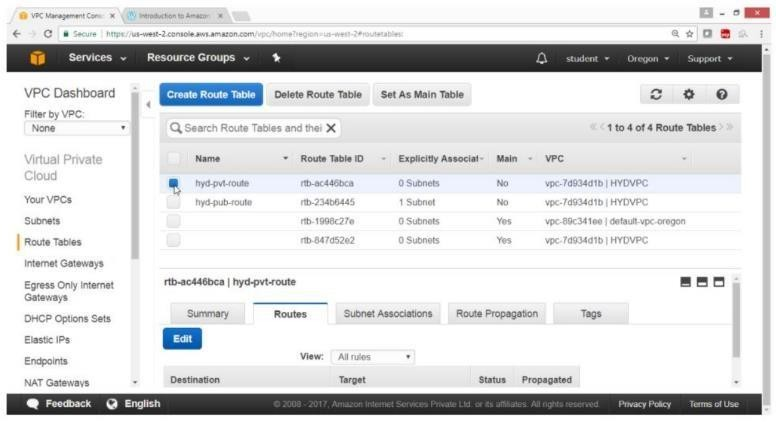 VPC Management Conso
Introduction to Amazon
Secure | https://us-west-2.console.aws.amazon.com/vpc/home?region=us-west-2#routetables:
Services Resource Groups student Oregon Support
VPC Dashboard
Filter by VPC:
None
Virtual Private
Cloud
Your VPCs
Subnets
Route Tables
Internet Gateways
Egress Only Internet
Gateways
DHCP Options Sets
Elastic IPs
Endpoints
NAT Gateways
Create Route Table Delete Route Table Set As Main Table
Search Route Tables and thei X << 1 to 4 of 4 Route Tables >>
Name Route Table ID Explicitly Associat Main VPC
hyd-pvt-route rtb-ac446bca 0 Subnets No vpc-7d934d1b | HYDVPC
hyd-pub-route rtb-234b6445 1 Subnet No vpc-7d934d1b | HYDVPC
rtb-1998c27e 0 Subnets Yes vpc-89c341ee | default-vpc-oregon
rtb-847d52e2 0 Subnets Yes vpc-7d934d1b | HYDVPC
rtb-ac446bca | hyd-pvt-route
Summary Routes Subnet Associations Route Propagation Tags
Edit
View: All rules
Destination Target Status Propagated
Feedback English © 2008 - 2017, Amazon Internet Services Private Ltd. or its affiliates. All rights reserved. Privacy Policy Terms of Use